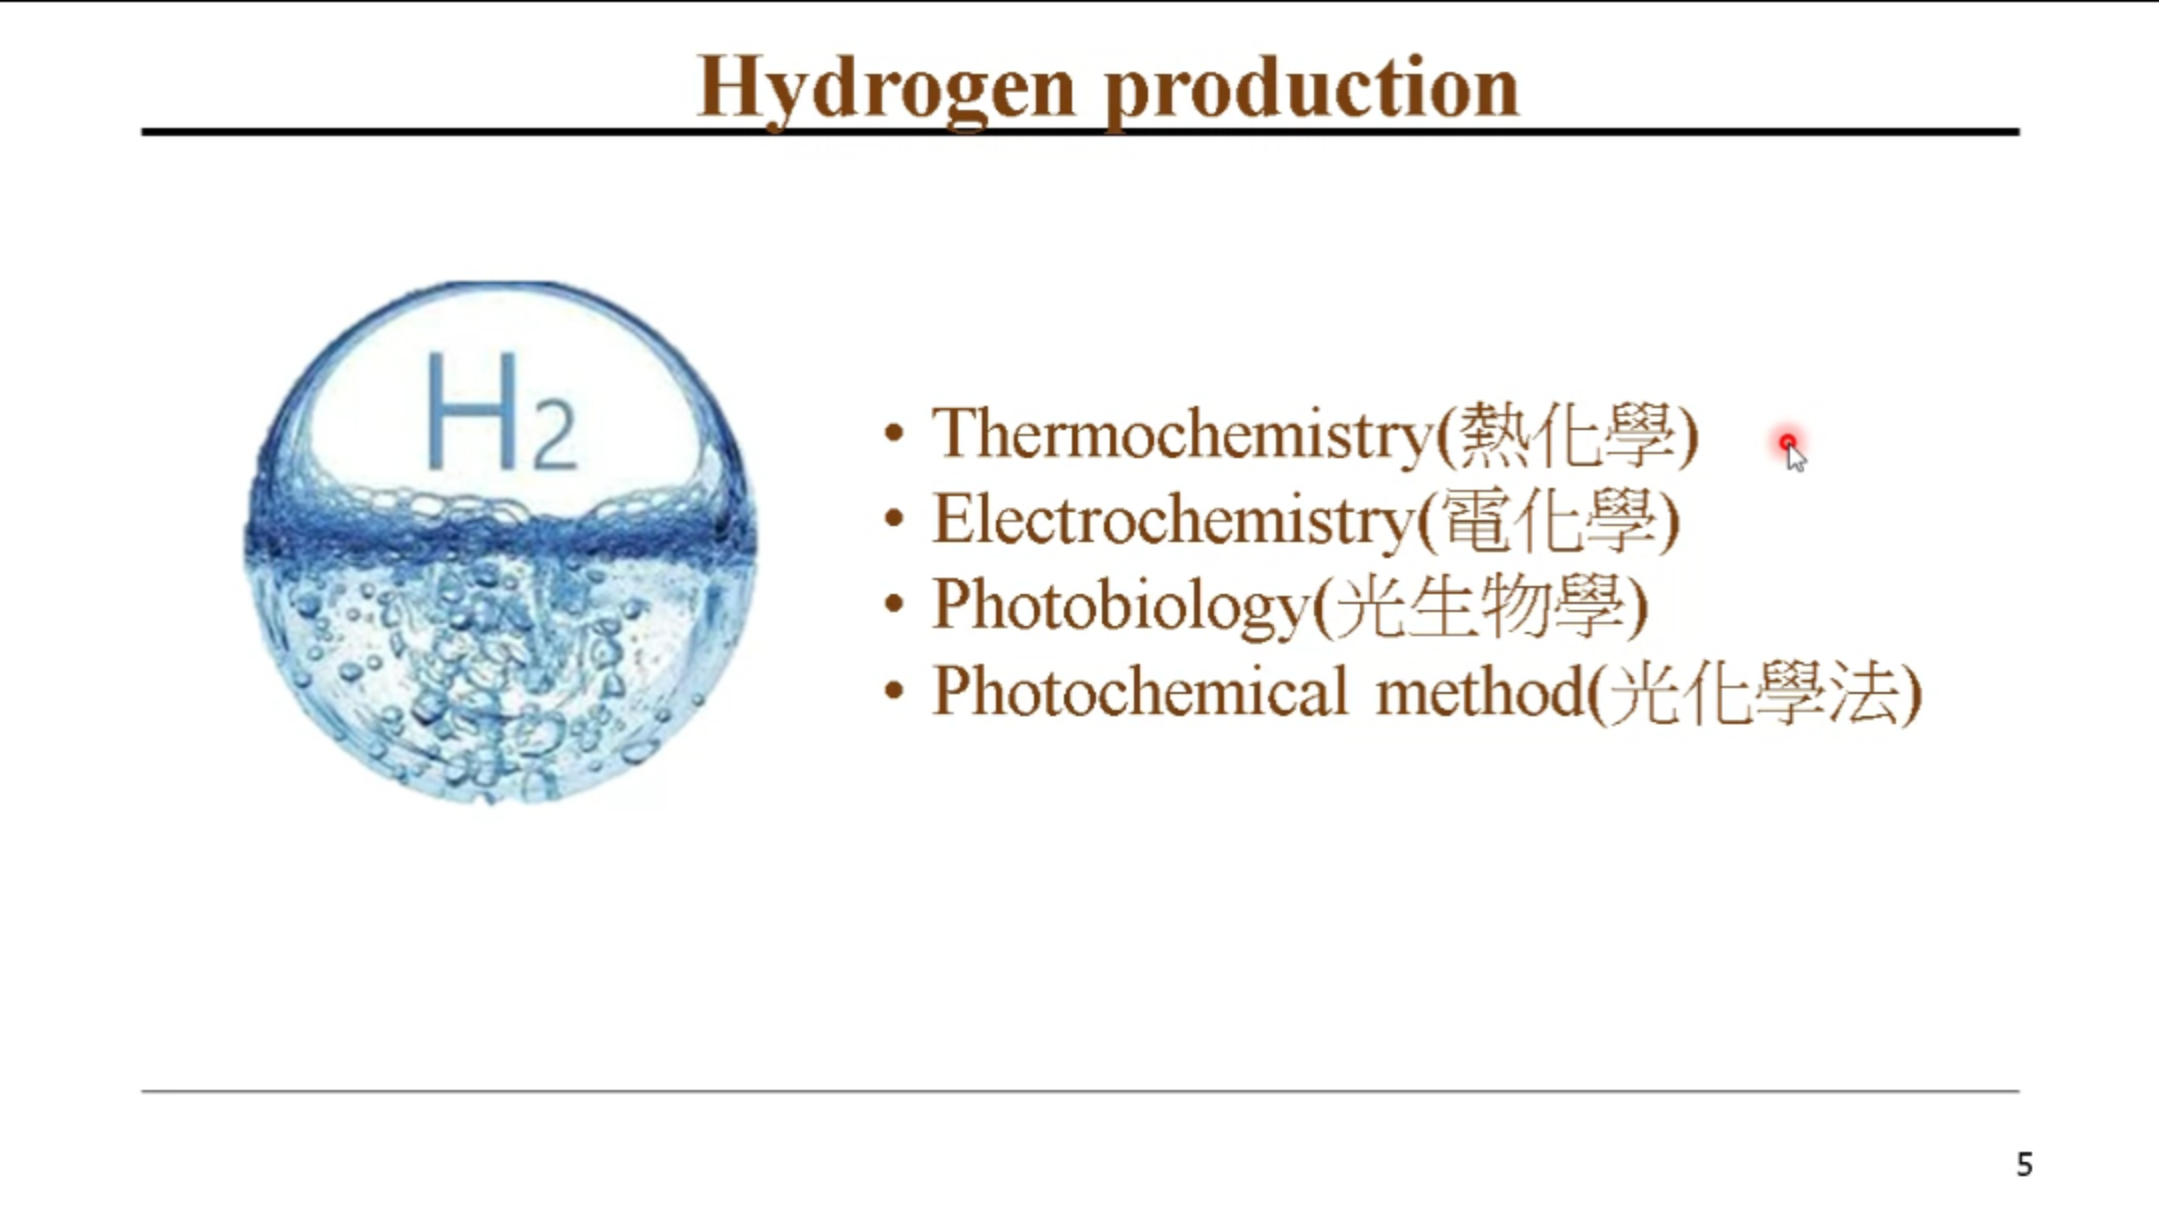 Hydrogen production
H2
• Thermochemistry(熱化學)
• Electrochemistry(電化學)
• Photobiology(光生物學)
• Photochemical method(光化學法)
5